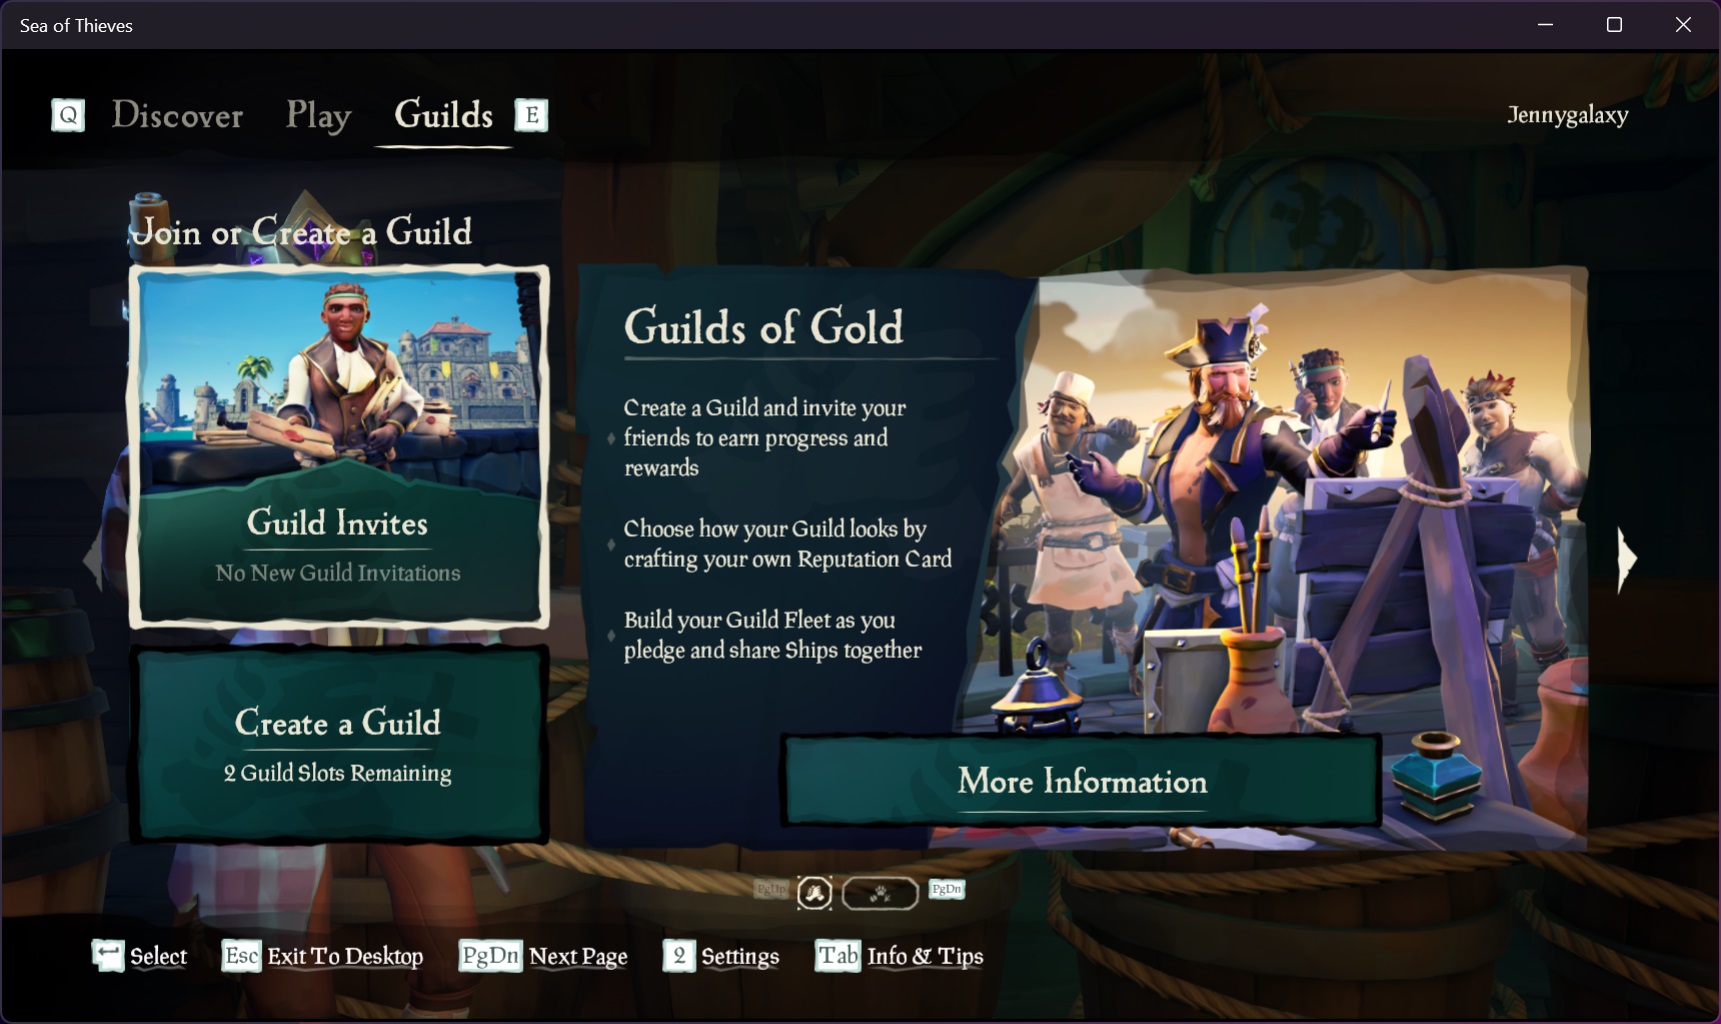 Sea of Thieves
Q Discover Play Guilds E
Jennygalaxy
Join or Create a Guild
Guild Invites
No New Guild Invitations
Create a Guild
2 Guild Slots Remaining
Guilds of Gold
Create a Guild and invite your
friends to earn progress and
rewards
Choose how your Guild looks by
crafting your own Reputation Card
Build your Guild Fleet as you
pledge and share Ships together
More Information
PgUp PgDn
Select Esc Exit To Desktop PgDn Next Page 2 Settings Tab Info & Tips